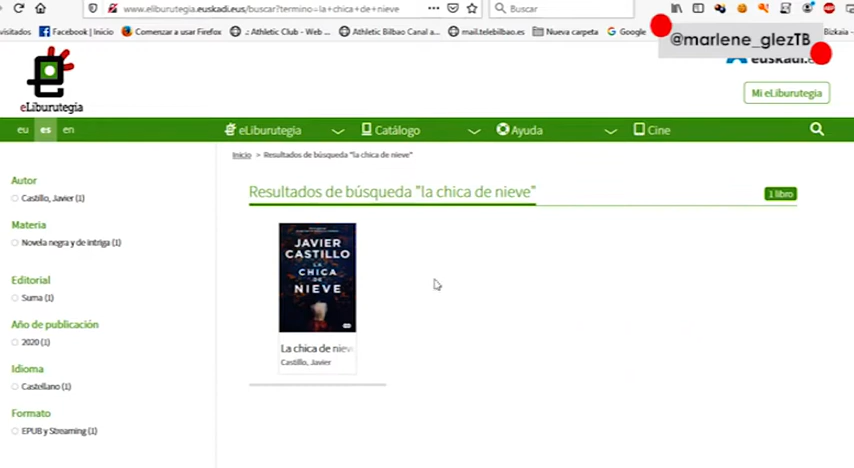 www.eliburutegia.euskadi.eus/buscar?termino=la+chica+de+nieve
Buscar
visitados
Facebook | Inicio
Comenzar a usar Firefox
.: Athletic Club - Web ...
Athletic Bilbao Canal a...
mail.telebilbao.es
Nueva carpeta
Google
Bizkaia
@marlene_glezTB
euskadi.e
eLiburutegia
Mi eLiburutegia
eu es en
eLiburutegia
Catálogo
Ayuda
Cine
Inicio > Resultados de búsqueda "la chica de nieve"
Autor
Castillo, Javier (1)
Materia
Novela negra y de intriga (1)
Editorial
Suma (1)
Año de publicación
2020 (1)
Idioma
Castellano (1)
Formato
EPUB y Streaming (1)
Resultados de búsqueda "la chica de nieve"
1 libro
JAVIER
CASTILLO
LA
CHICA
DE
NIEVE
La chica de niev
Castillo, Javier